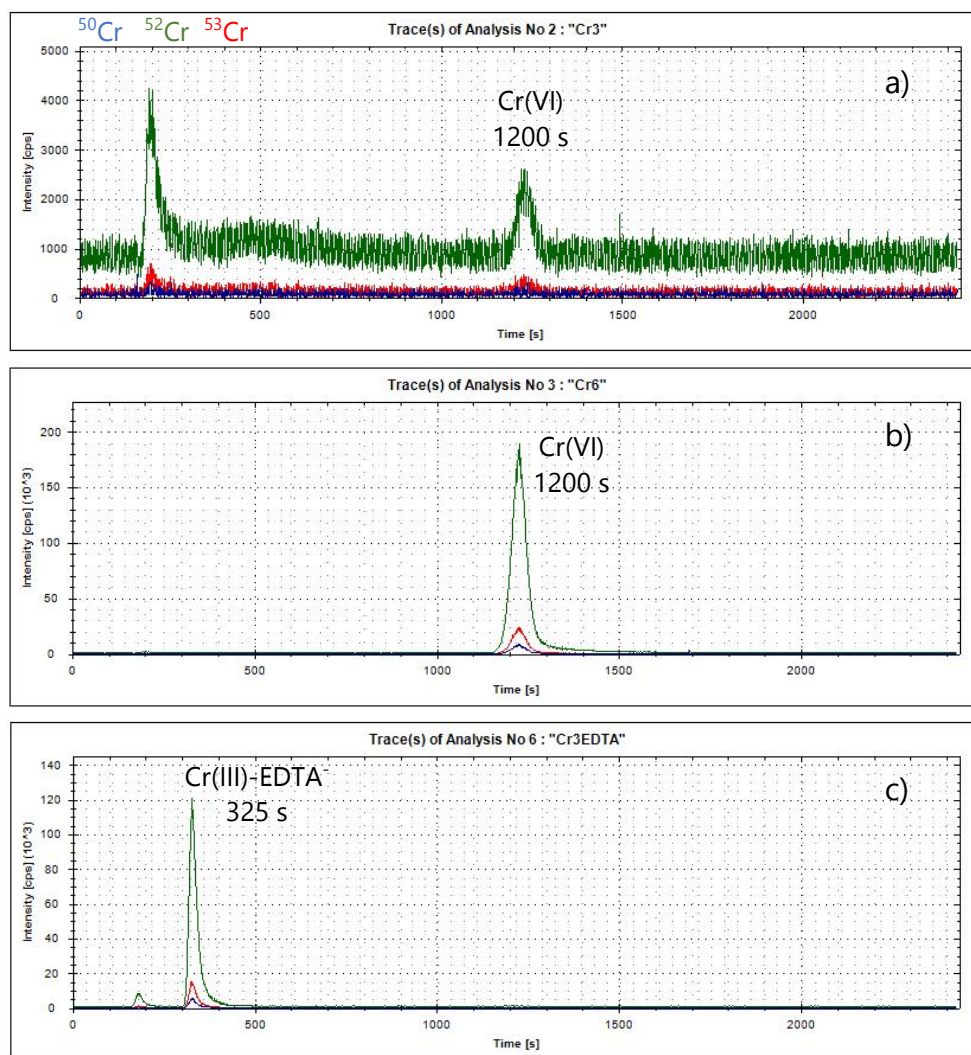 ⁵⁰Cr ⁵²Cr ⁵³Cr
Trace(s) of Analysis No 2 : "Cr3"
a)
Cr(VI)
1200 s
Intensity [cps]
5000
4000
3000
2000
1000
0
0 500 1000 1500 2000
Time [s]
Trace(s) of Analysis No 3 : "Cr6"
b)
Cr(VI)
1200 s
Intensity [cps] (10^3)
200
150
100
50
0
0 500 1000 1500 2000
Time [s]
Trace(s) of Analysis No 6 : "Cr3EDTA"
c)
Cr(III)-EDTA⁻
325 s
Intensity [cps] (10^3)
140
120
100
80
60
40
20
0
0 500 1000 1500 2000
Time [s]